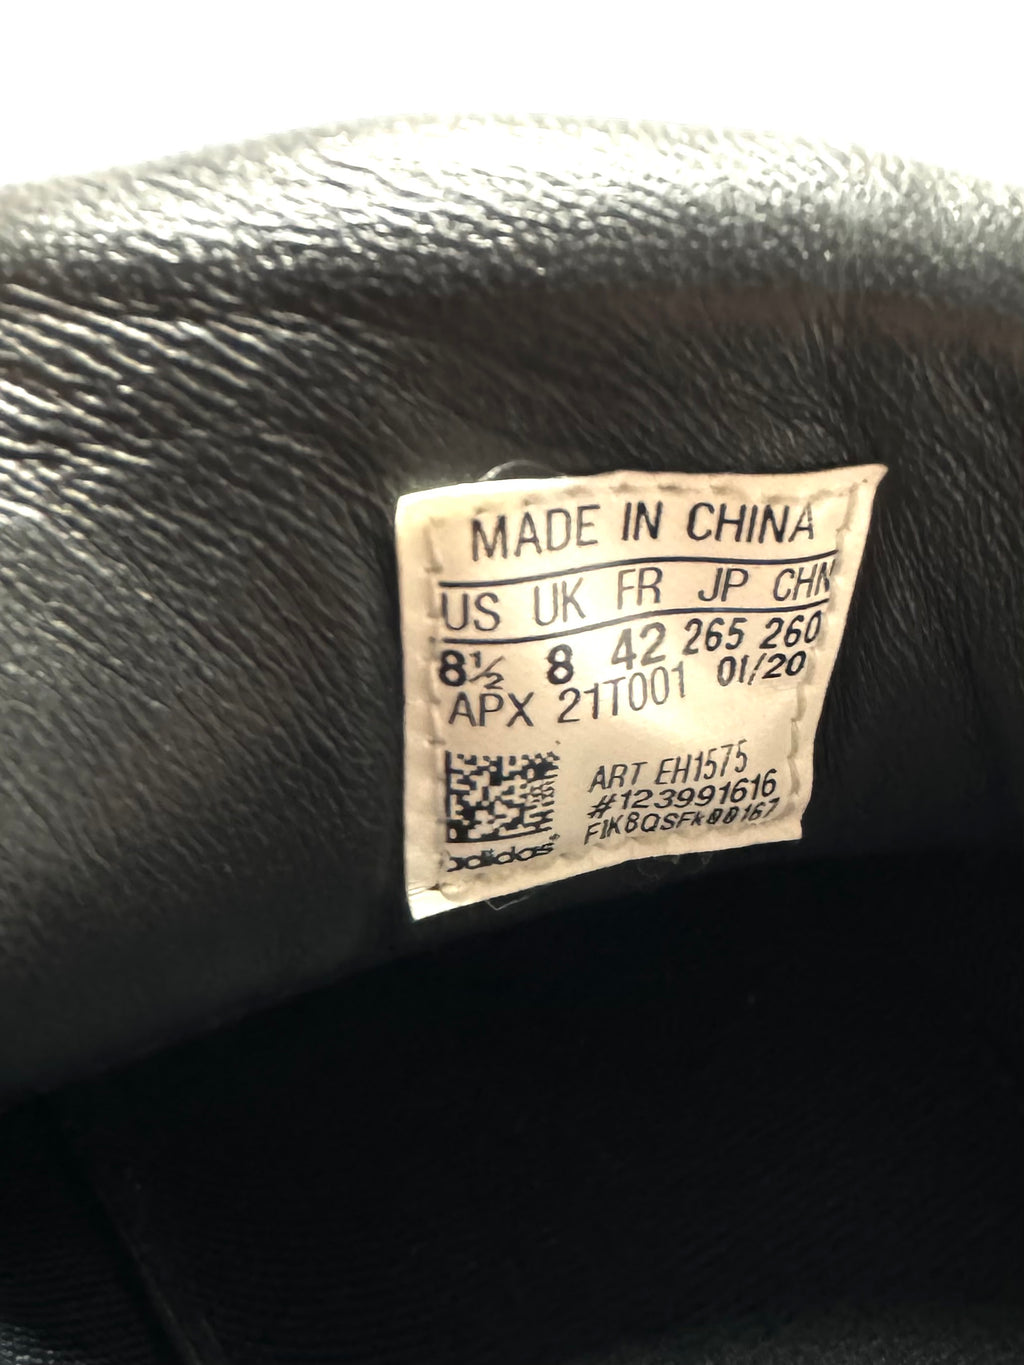 MADE IN CHINA
US UK FR JP CHN
8½ 8 42 265 260
APX 21T001 01/20
ART EH1575
#123991616
adidas